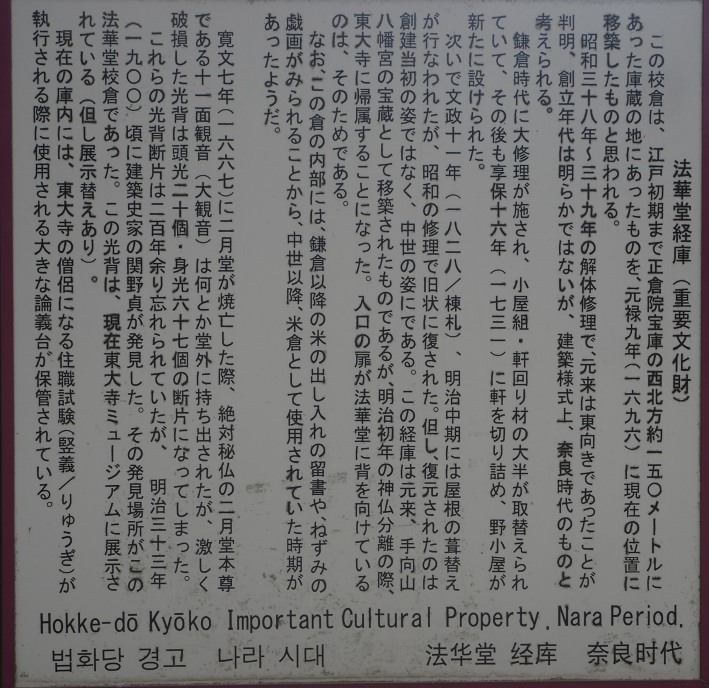 法華堂経庫（重要文化財）
この校倉は、江戸初期まで正倉院宝庫の西北方約一五〇メートルに
あった庫蔵の地にあったものを、元禄九年（一六九六）に現在の位置に
移築したものと思われる。
昭和三十八年～三十九年の解体修理で、元来は東向きであったことが
判明、創立年代は明らかではないが、建築様式上、奈良時代のものと
考えられる。
鎌倉時代に大修理が施され、小屋組・軒回り材の大半が取替えられ
ていて、その後も享保十六年（一七三一）に軒を切り詰め、野小屋が
新たに設けられた。
次いで文政十一年（一八二八／棟札）、明治中期には屋根の葺替え
が行なわれたが、昭和の修理で旧状に復された。但し、復元されたのは
創建当初の姿ではなく、中世の姿にである。この経庫は元来、手向山
八幡宮の宝蔵として移築されたものであるが、明治初年の神仏分離の際、
東大寺に帰属することになった。入口の扉が法華堂に背を向けている
のは、そのためである。
なお、この倉の内部には、鎌倉以降の米の出し入れの留書や、ねずみの
戯画がみられることから、中世以降、米倉として使用されていた時期が
あったようだ。
寛文七年（一六六七）に二月堂が焼亡した際、絶対秘仏の二月堂本尊
である十一面観音（大観音）は何とか堂外に持ち出されたが、激しく
破損した光背は頭光二十個・身光六十七個の断片になってしまった。
これらの光背断片は二百年余り忘れられていたが、　明治三十三年
（一九〇〇）頃に建築史家の関野貞が発見した。その発見場所がこの
法華堂校倉であった。この光背は、現在東大寺ミュージアムに展示さ
れている（但し展示替えあり）。
現在の庫内には、東大寺の僧侶になる住職試験（竪義／りゅうぎ）が
執行される際に使用される大きな論義台が保管されている。
Hokke-dō Kyōko Important Cultural Property . Nara Period.
법화당 경고　나라 시대　法华堂 经库　奈良时代